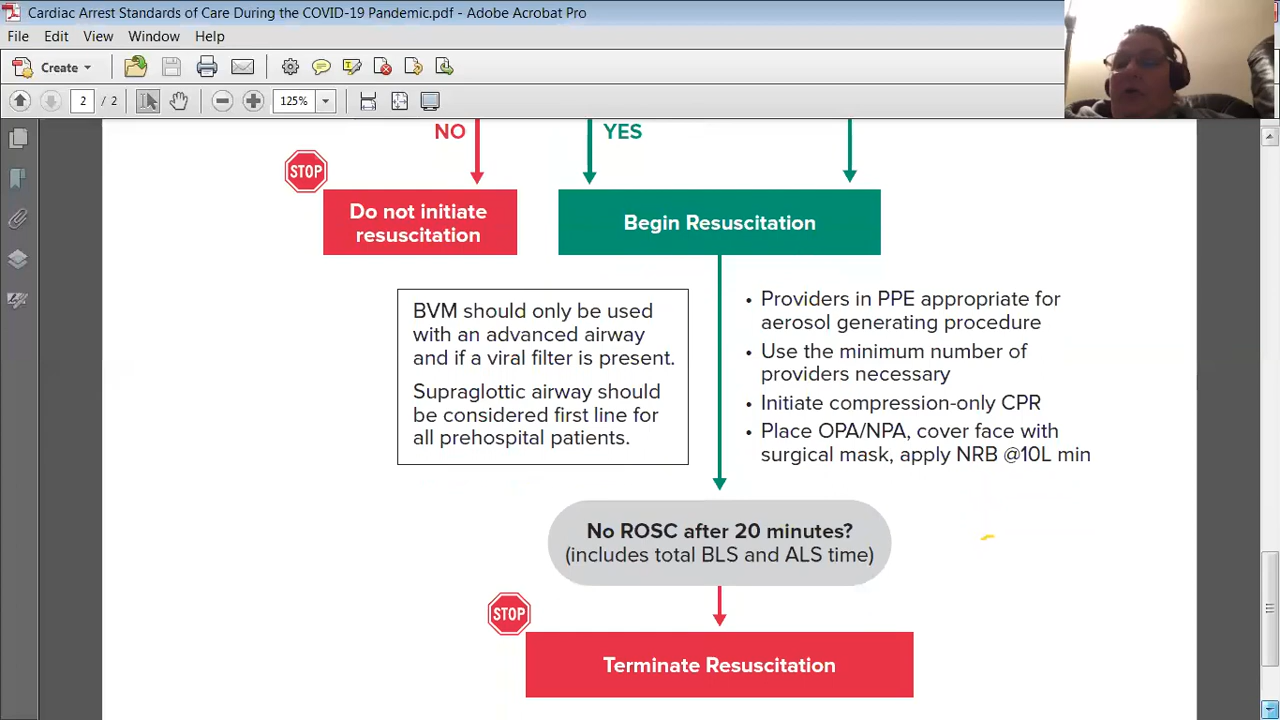 Cardiac Arrest Standards of Care During the COVID-19 Pandemic.pdf - Adobe Acrobat Pro
File Edit View Window Help
Create
2 / 2 125%
NO YES
STOP
Do not initiate
resuscitation
Begin Resuscitation
BVM should only be used
with an advanced airway
and if a viral filter is present.
Supraglottic airway should
be considered first line for
all prehospital patients.
• Providers in PPE appropriate for
aerosol generating procedure
• Use the minimum number of
providers necessary
• Initiate compression-only CPR
• Place OPA/NPA, cover face with
surgical mask, apply NRB @10L min
No ROSC after 20 minutes?
(includes total BLS and ALS time)
STOP
Terminate Resuscitation